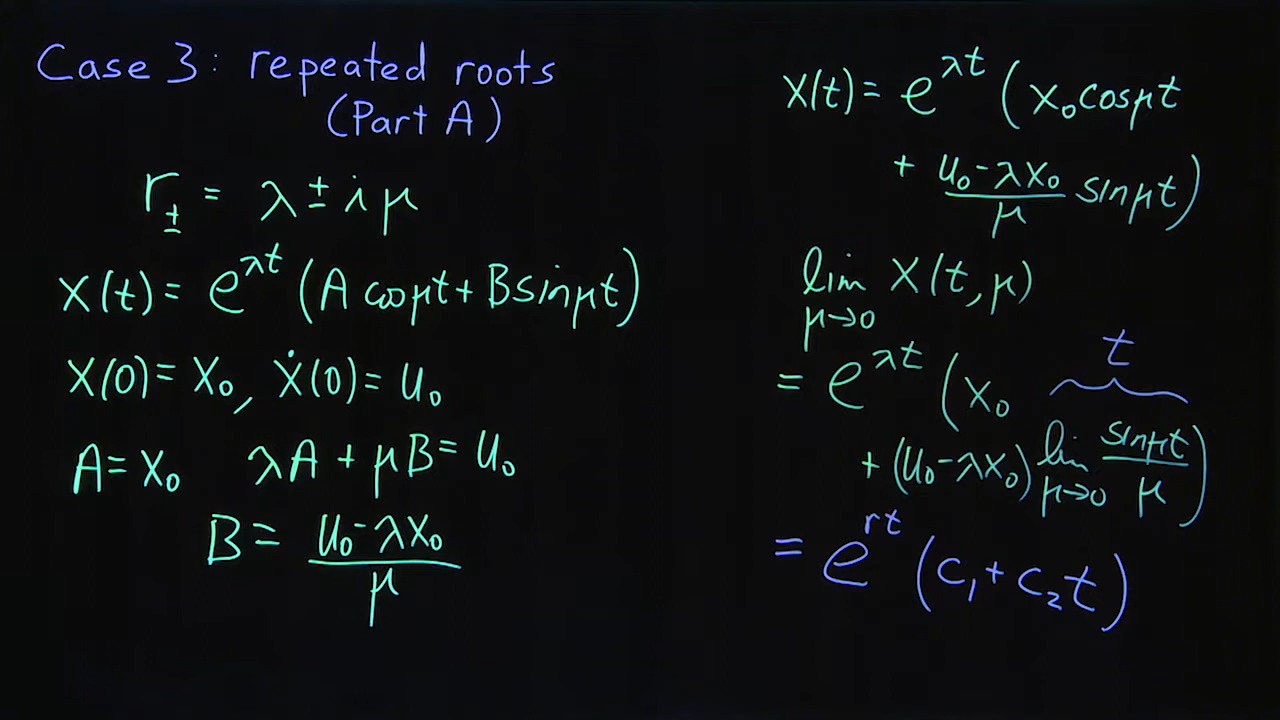 Case 3: repeated roots
(Part A)
r± = λ ± i μ
x(t) = e^λt (A cos μt + B sin μt)
x(0) = x₀, ẋ(0) = u₀
A = x₀ λA + μB = u₀
B = u₀ - λx₀ / μ
x(t) = e^λt (x₀ cos μt
+ u₀ - λx₀ / μ sin μt)
lim μ→0 x(t, μ)
t
= e^λt (x₀
+ (u₀ - λx₀) lim μ→0 sin μt / μ)
= e^rt (c₁ + c₂t)